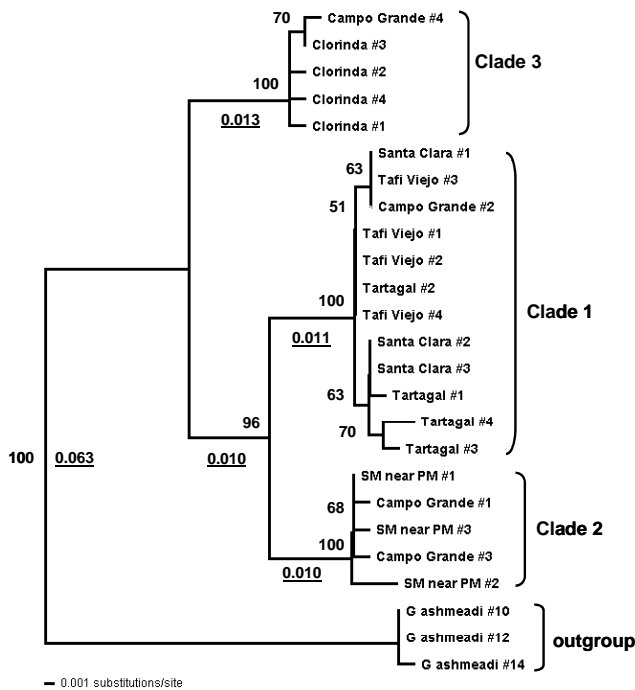 70
Campo Grande #4
Clorinda #3
Clade 3
Clorinda #2
100
Clorinda #4
0.013
Clorinda #1
Santa Clara #1
63
Tafi Viejo #3
51
Campo Grande #2
Tafi Viejo #1
Tafi Viejo #2
Tartagal #2
100
Tafi Viejo #4
Clade 1
0.011
Santa Clara #2
Santa Clara #3
63
Tartagal #1
96
Tartagal #4
70
Tartagal #3
100
0.063
0.010
SM near PM #1
68
Campo Grande #1
SM near PM #3
Clade 2
100
Campo Grande #3
0.010
SM near PM #2
G ashmeadi #10
G ashmeadi #12
outgroup
G ashmeadi #14
0.001 substitutions/site